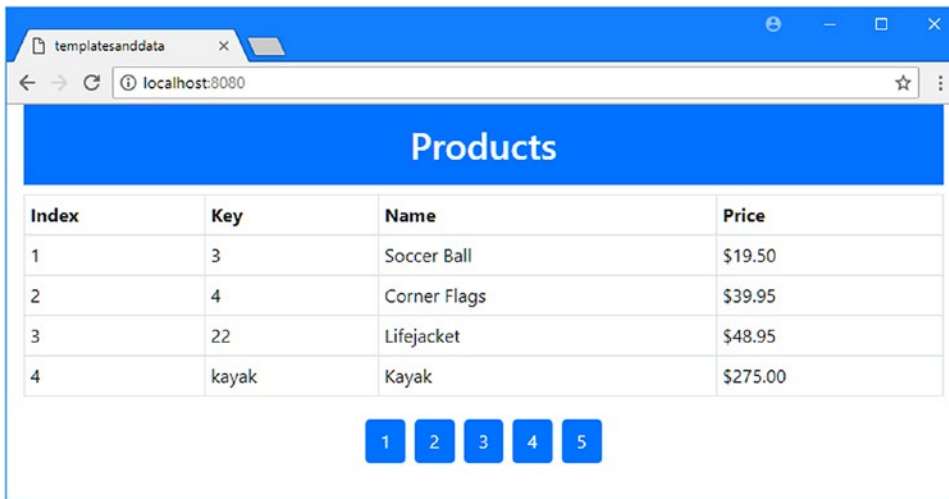 templatesanddata
localhost:8080
Products
Index Key Name Price
1 3 Soccer Ball $19.50
2 4 Corner Flags $39.95
3 22 Lifejacket $48.95
4 kayak Kayak $275.00
1 2 3 4 5